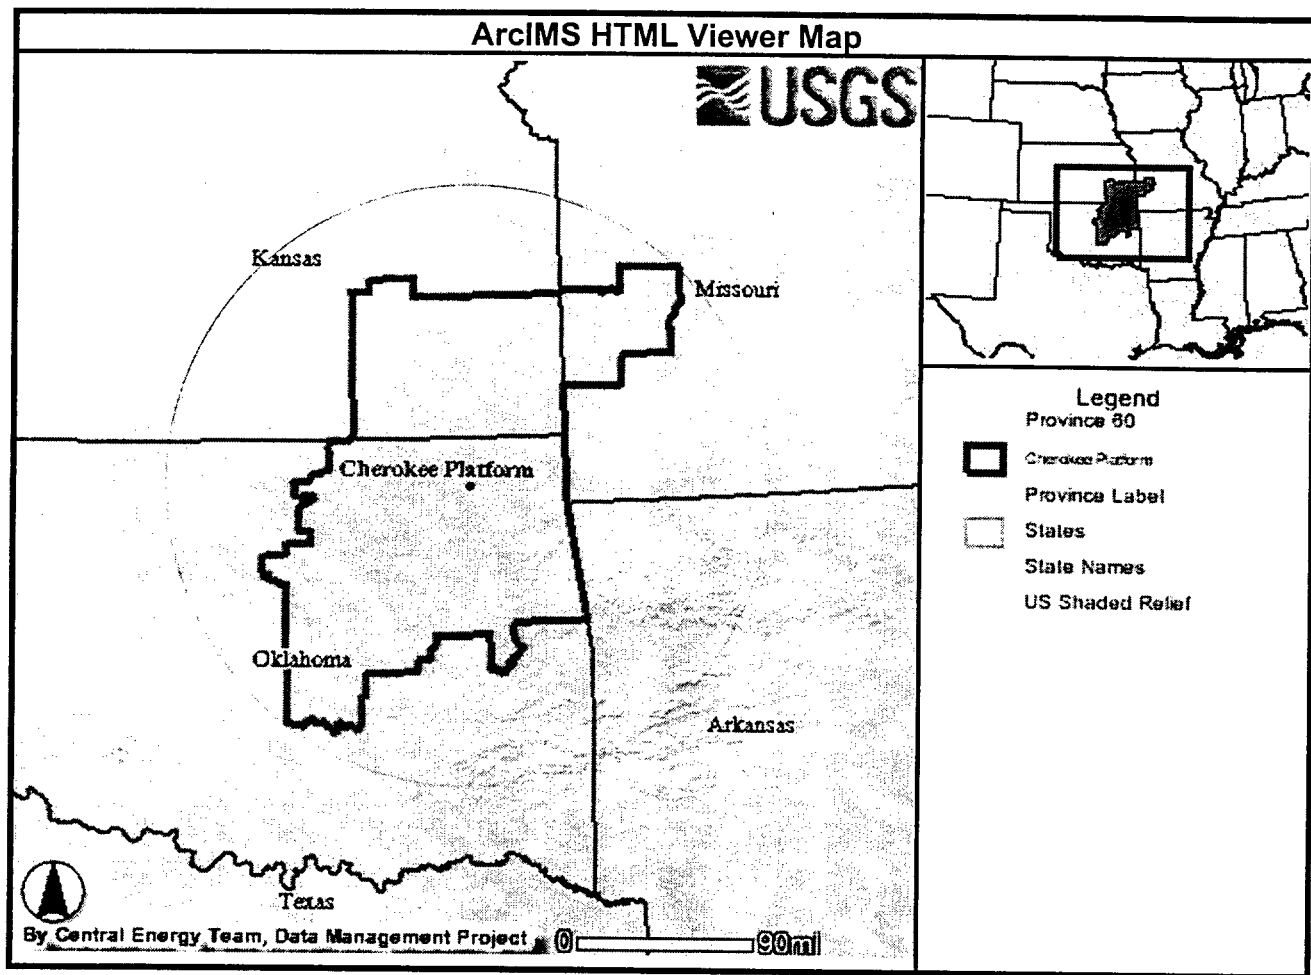 ArcIMS HTML Viewer Map
USGS
Kansas
Missouri
Cherokee Platform
Oklahoma
Arkansas
Texas
By Central Energy Team, Data Management Project
0 90mi
Legend
Province 60
Cherokee Platform
Province Label
States
State Names
US Shaded Relief